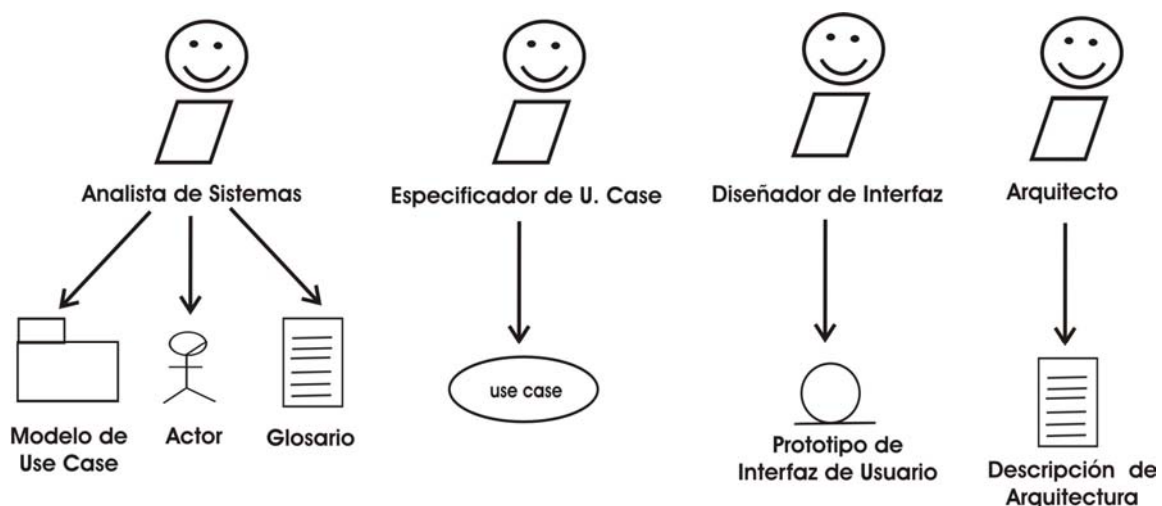 Analista de Sistemas
Especificador de U. Case
Diseñador de Interfaz
Arquitecto
Modelo de
Use Case
Actor
Glosario
use case
Prototipo de
Interfaz de Usuario
Descripción de
Arquitectura